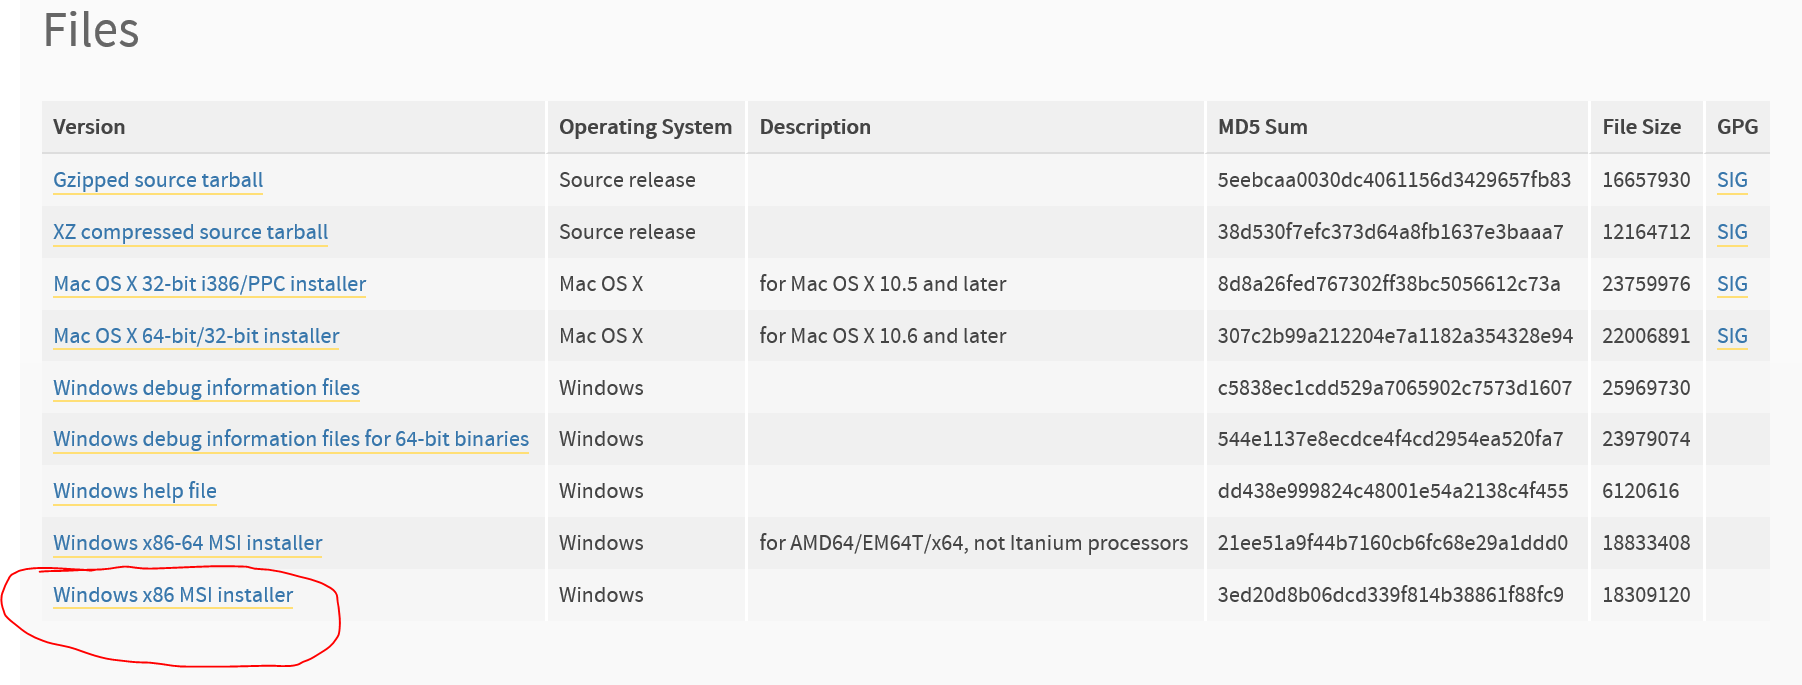 Files
Version Operating System Description MD5 Sum File Size GPG
Gzipped source tarball Source release 5eebcaa0030dc4061156d3429657fb83 16657930 SIG
XZ compressed source tarball Source release 38d530f7efc373d64a8fb1637e3baaa7 12164712 SIG
Mac OS X 32-bit i386/PPC installer Mac OS X for Mac OS X 10.5 and later 8d8a26fed767302ff38bc5056612c73a 23759976 SIG
Mac OS X 64-bit/32-bit installer Mac OS X for Mac OS X 10.6 and later 307c2b99a212204e7a1182a354328e94 22006891 SIG
Windows debug information files Windows c5838ec1cdd529a7065902c7573d1607 25969730
Windows debug information files for 64-bit binaries Windows 544e1137e8ecdce4f4cd2954ea520fa7 23979074
Windows help file Windows dd438e999824c48001e54a2138c4f455 6120616
Windows x86-64 MSI installer Windows for AMD64/EM64T/x64, not Itanium processors 21ee51a9f44b7160cb6fc68e29a1ddd0 18833408
Windows x86 MSI installer Windows 3ed20d8b06dcd339f814b38861f88fc9 18309120